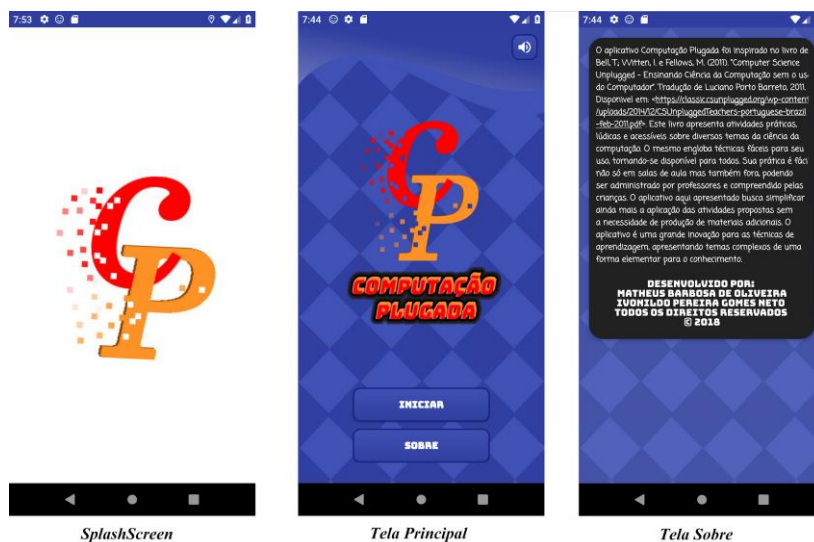 7:53
CP
SplashScreen
7:44
CP
COMPUTAÇÃO
PLUGADA
INICIAR
SOBRE
Tela Principal
7:44
O aplicativo Computação Plugada foi inspirado no livro de
Bell, T.; Witten, I. e Fellows, M. (2011). "Computer Science
Unplugged - Ensinando Ciência da Computação sem o us
do Computador". Tradução de Luciano Porto Barreto, 2011.
Disponível em: <https://classic.csunplugged.org/wp-content
/uploads/2014/12/CSUnpluggedTeachers-portuguese-brazil
-feb-2011.pdf>. Este livro apresenta atividades práticas,
lúdicas e acessíveis sobre diversos temas da ciência da
computação. O mesmo engloba técnicas fáceis para seu
uso, tornando-se disponível para todos. Sua prática é fáci
não só em salas de aula mas também fora, podendo
ser administrado por professores e compreendido pelas
crianças. O aplicativo aqui apresentado busca simplificar
ainda mais a aplicação das atividades propostas sem
a necessidade de produção de materiais adicionais. O
aplicativo é uma grande inovação para as técnicas de
aprendizagem, apresentando temas complexos de uma
forma elementar para o conhecimento.
DESENVOLVIDO POR:
MATHEUS BARBOSA DE OLIVEIRA
IVONILDO PEREIRA GOMES NETO
TODOS OS DIREITOS RESERVADOS
© 2018
Tela Sobre